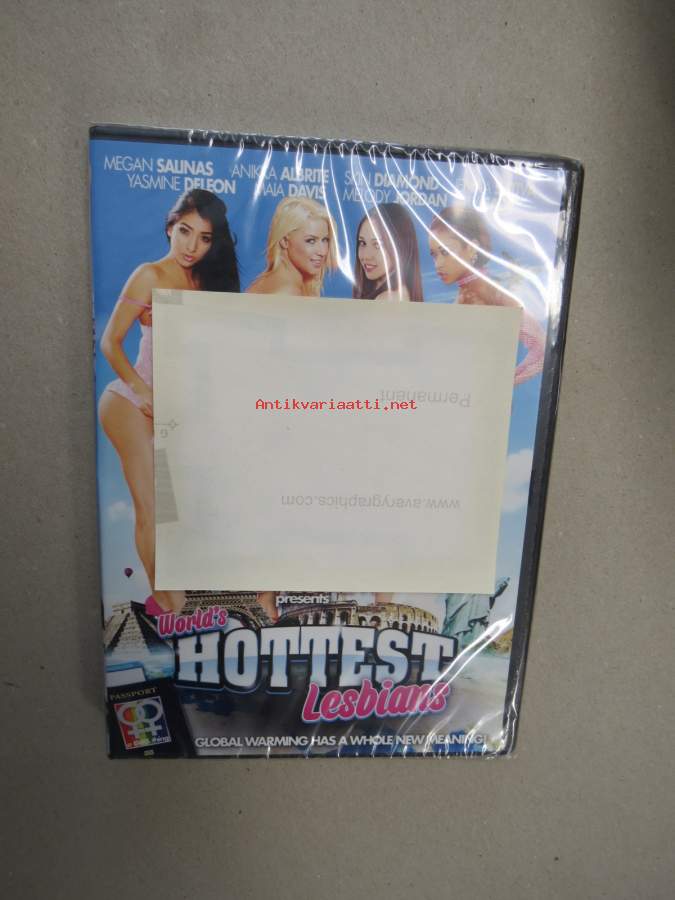 MEGAN SALINAS ANIKKA ALBRITE SKIN DIAMOND
YASMINE DELEON MAIA DAVIS MELODY JORDAN
Permanent
Antikvariaatti.net
www.averygraphics.com
presents
World's
HOTTEST
Lesbians
PASSPORT
GLOBAL WARMING HAS A WHOLE NEW MEANING!